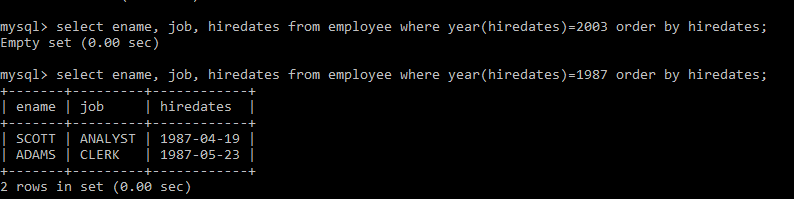 mysql> select ename, job, hiredates from employee where year(hiredates)=2003 order by hiredates;
Empty set (0.00 sec)
mysql> select ename, job, hiredates from employee where year(hiredates)=1987 order by hiredates;
+-------+---------+------------+
| ename | job     | hiredates  |
+-------+---------+------------+
| SCOTT | ANALYST | 1987-04-19 |
| ADAMS | CLERK   | 1987-05-23 |
+-------+---------+------------+
2 rows in set (0.00 sec)